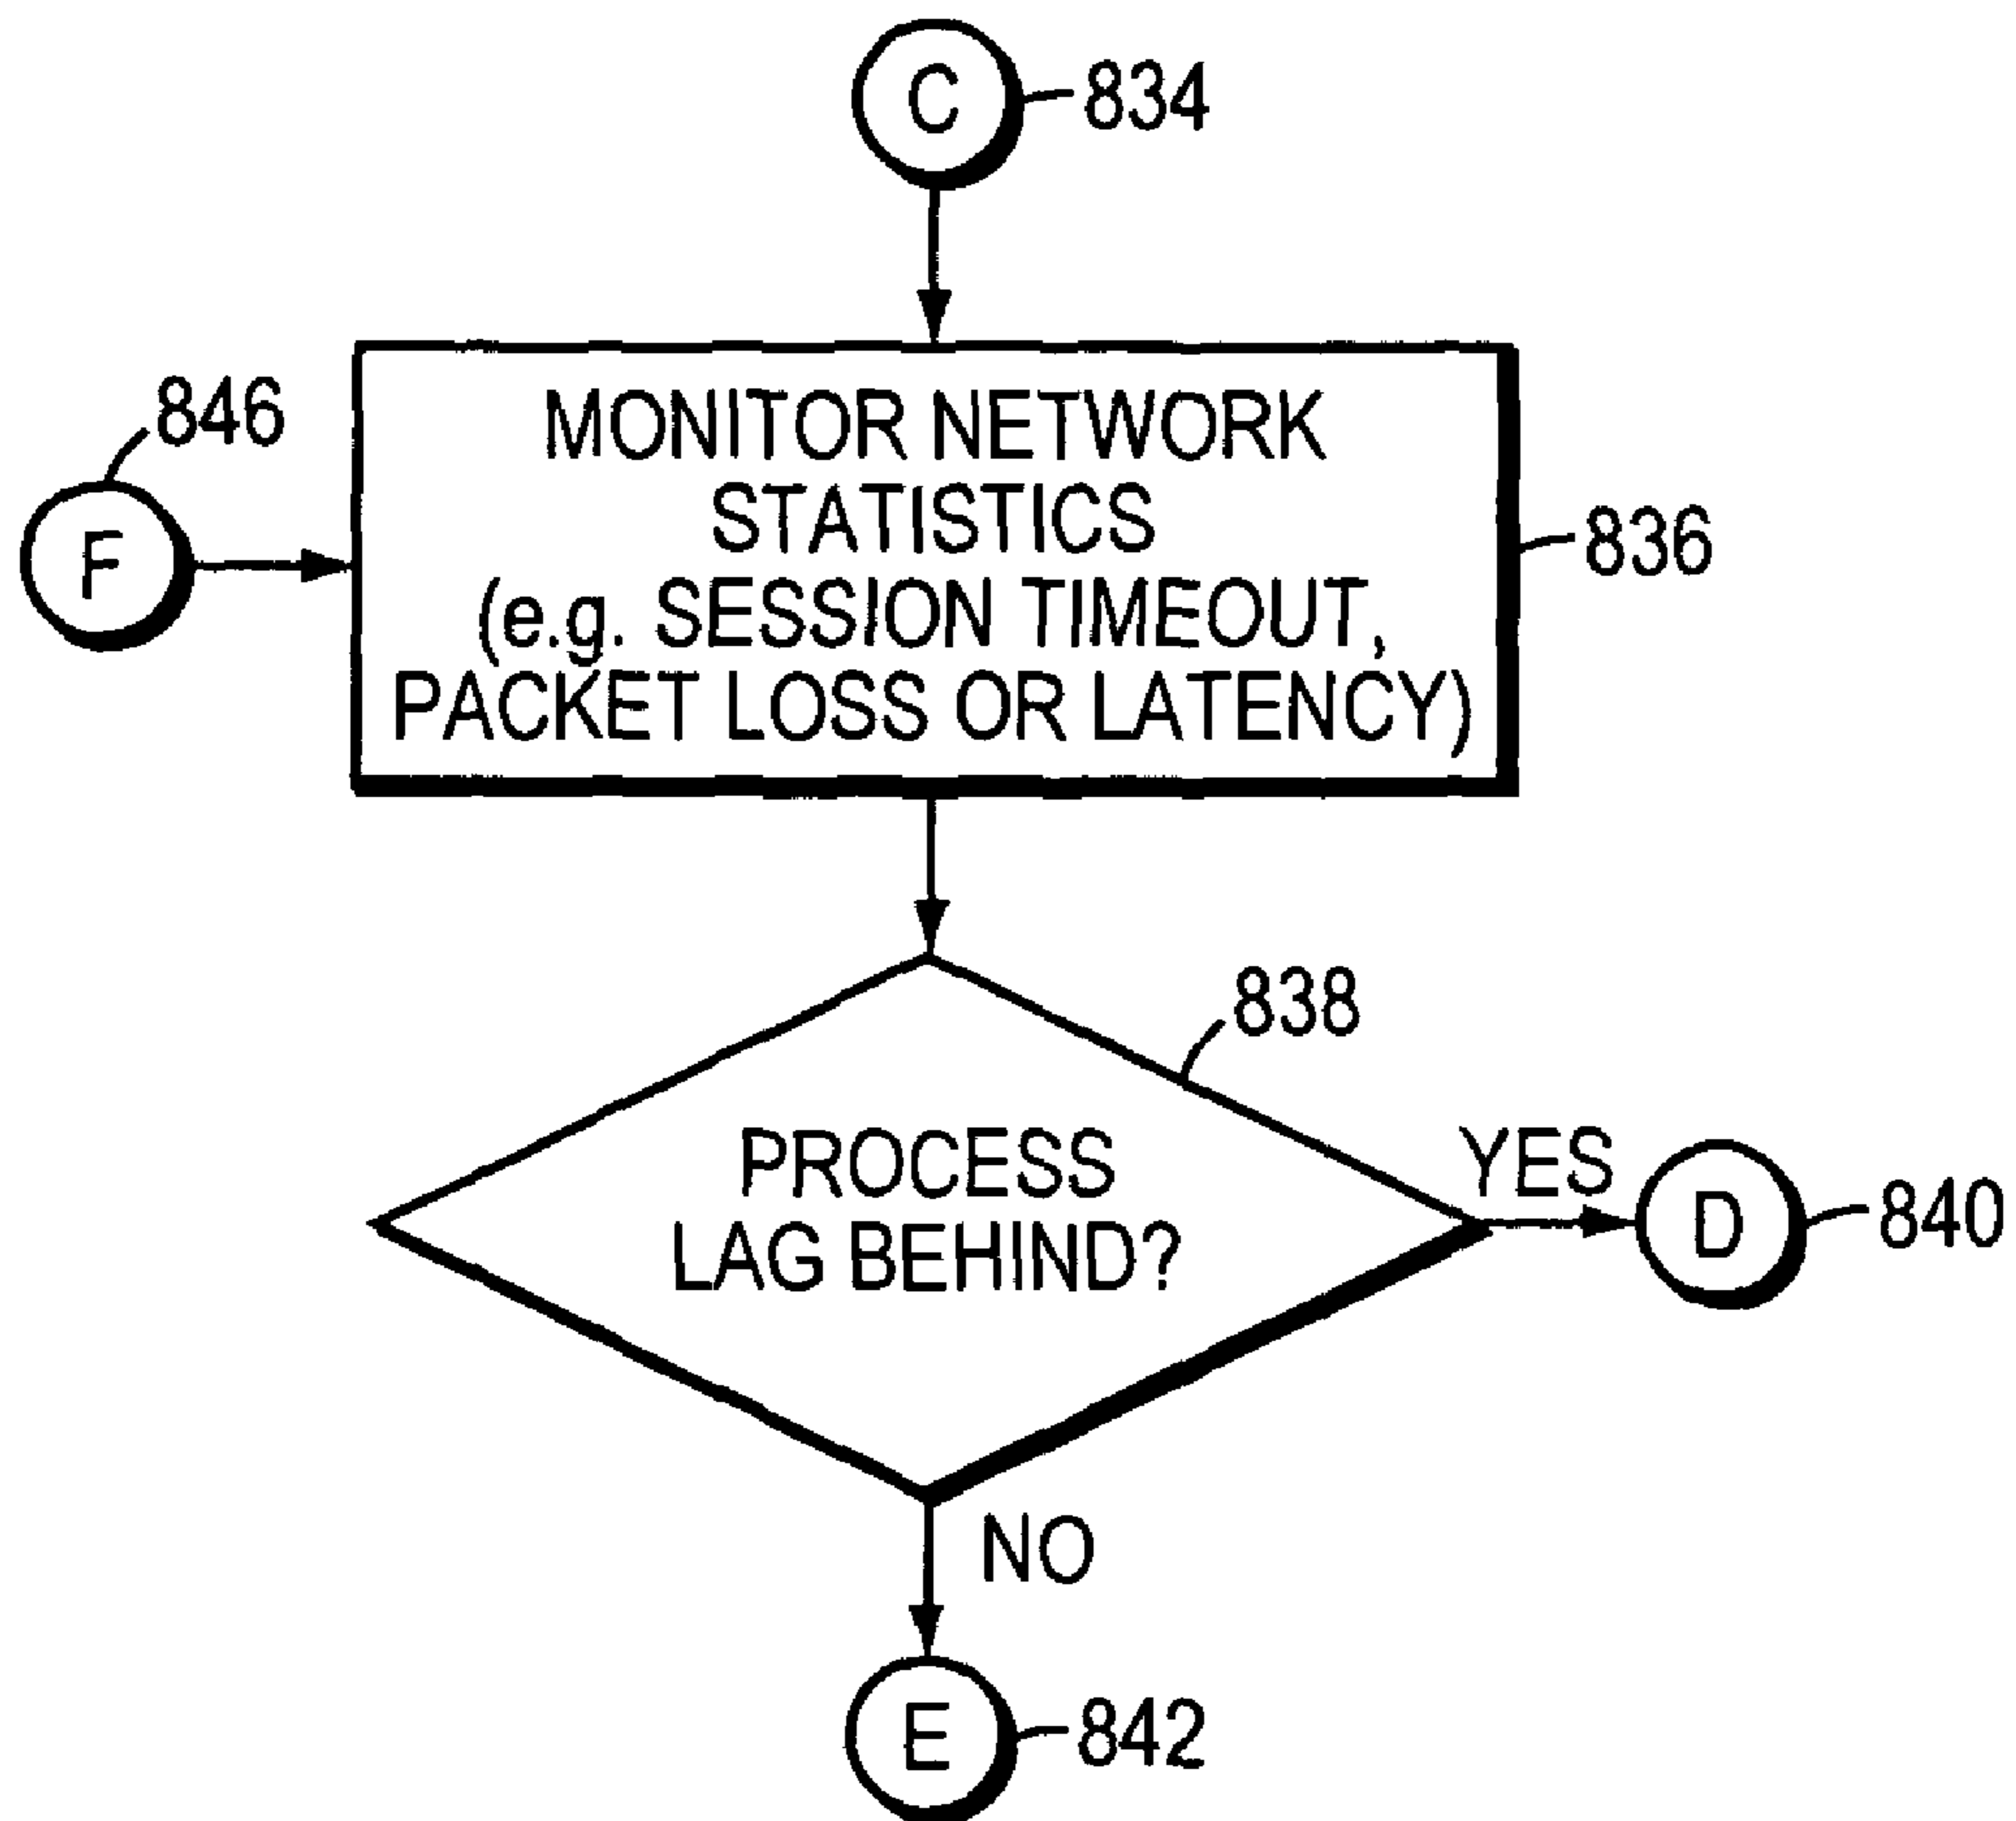 C
834
846
F
MONITOR NETWORK
STATISTICS
(e.g. SESSION TIMEOUT,
PACKET LOSS OR LATENCY)
836
838
PROCESS
LAG BEHIND?
YES
D
840
NO
E
842